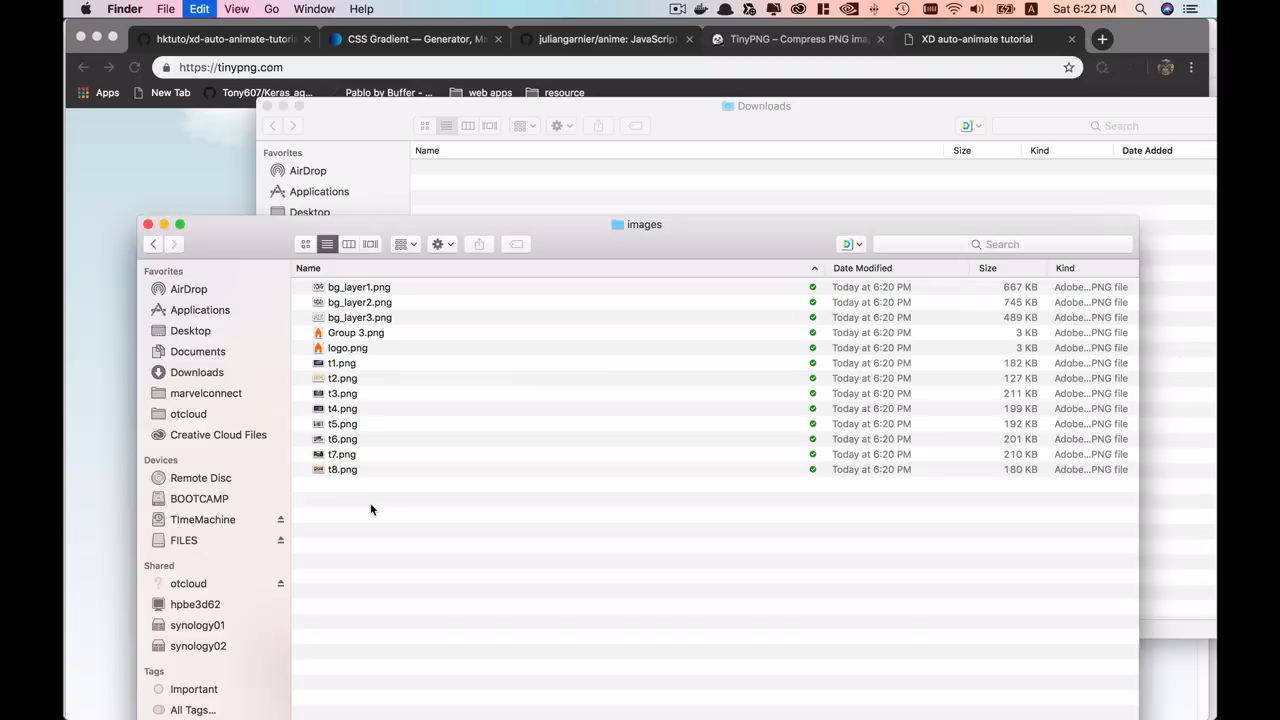 Finder File Edit View Go Window Help Sat 6:22 PM
hktuto/xd-auto-animate-tutori CSS Gradient — Generator, Ma juliangarnier/anime: JavaScript TinyPNG – Compress PNG ima XD auto-animate tutorial
https://tinypng.com
Apps New Tab Tony607/Keras_ag... Pablo by Buffer - ... web apps resource
Downloads
Search
Favorites Name Size Kind Date Added
AirDrop
Applications
Desktop
images
Search
Favorites Name Date Modified Size Kind
AirDrop
Applications
Desktop
Documents
Downloads
marvelconnect
otcloud
Creative Cloud Files
Devices
Remote Disc
BOOTCAMP
TImeMachine
FILES
Shared
otcloud
hpbe3d62
synology01
synology02
Tags
Important
All Tags...
bg_layer1.png Today at 6:20 PM 667 KB Adobe...PNG file
bg_layer2.png Today at 6:20 PM 745 KB Adobe...PNG file
bg_layer3.png Today at 6:20 PM 489 KB Adobe...PNG file
Group 3.png Today at 6:20 PM 3 KB Adobe...PNG file
logo.png Today at 6:20 PM 3 KB Adobe...PNG file
t1.png Today at 6:20 PM 182 KB Adobe...PNG file
t2.png Today at 6:20 PM 127 KB Adobe...PNG file
t3.png Today at 6:20 PM 211 KB Adobe...PNG file
t4.png Today at 6:20 PM 199 KB Adobe...PNG file
t5.png Today at 6:20 PM 192 KB Adobe...PNG file
t6.png Today at 6:20 PM 201 KB Adobe...PNG file
t7.png Today at 6:20 PM 210 KB Adobe...PNG file
t8.png Today at 6:20 PM 180 KB Adobe...PNG file